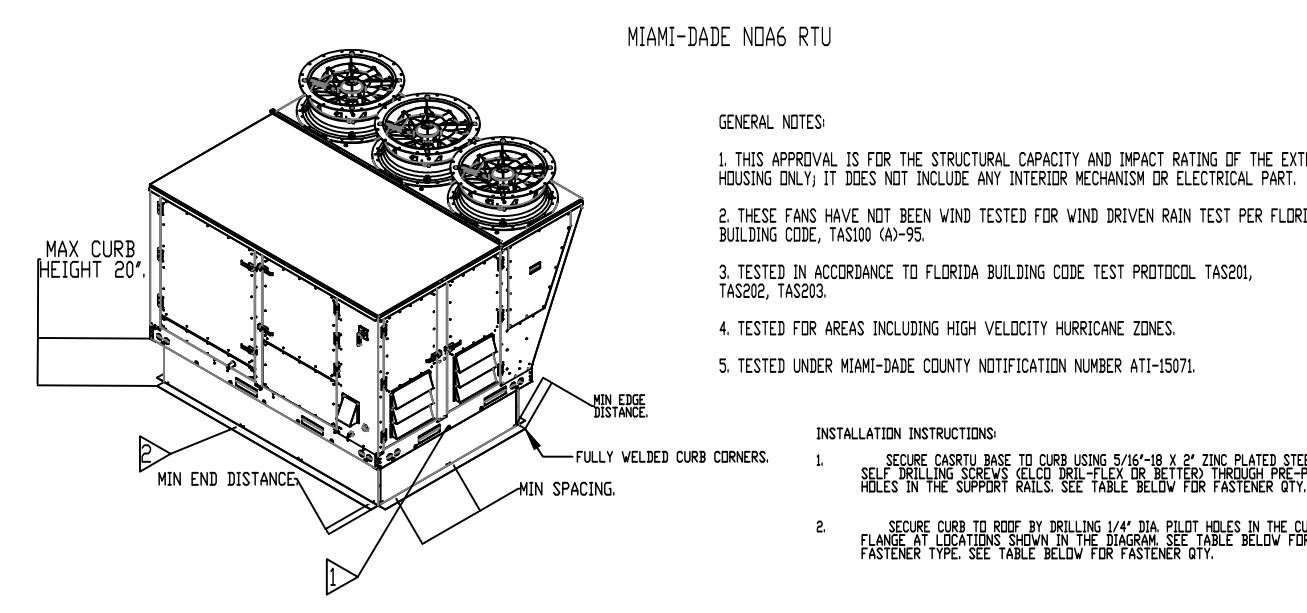 MIAMI-DADE NOA6 RTU
GENERAL NOTES:
1. THIS APPROVAL IS FOR THE STRUCTURAL CAPACITY AND IMPACT RATING OF THE
HOUSING ONLY; IT DOES NOT INCLUDE ANY INTERIOR MECHANISM OR ELECTRICAL PART.
2. THESE FANS HAVE NOT BEEN WIND TESTED FOR WIND DRIVEN RAIN TEST PER
BUILDING CODE, TAS100 (A)-95.
3. TESTED IN ACCORDANCE TO FLORIDA BUILDING CODE TEST PROTOCOL TAS201,
TAS202, TAS203.
4. TESTED FOR AREAS INCLUDING HIGH VELOCITY HURRICANE ZONES.
5. TESTED UNDER MIAMI-DADE COUNTY NOTIFICATION NUMBER ATI-15071.
MAX CURB
HEIGHT 20".
MIN EDGE
DISTANCE.
FULLY WELDED CURB CORNERS.
2
MIN END DISTANCE.
MIN SPACING.
1
INSTALLATION INSTRUCTIONS:
1. SECURE CASRTU BASE TO CURB USING 5/16"-18 X 2" ZINC PLATED
SELF DRILLING SCREWS (ELCO DRIL-FLEX OR BETTER) THROUGH
HOLES IN THE SUPPORT RAILS. SEE TABLE BELOW FOR FASTENER QTY.
2. SECURE CURB TO ROOF BY DRILLING 1/4" DIA. PILOT HOLES IN THE
FLANGE AT LOCATIONS SHOWN IN THE DIAGRAM. SEE TABLE BELOW FOR
FASTENER TYPE. SEE TABLE BELOW FOR FASTENER QTY.